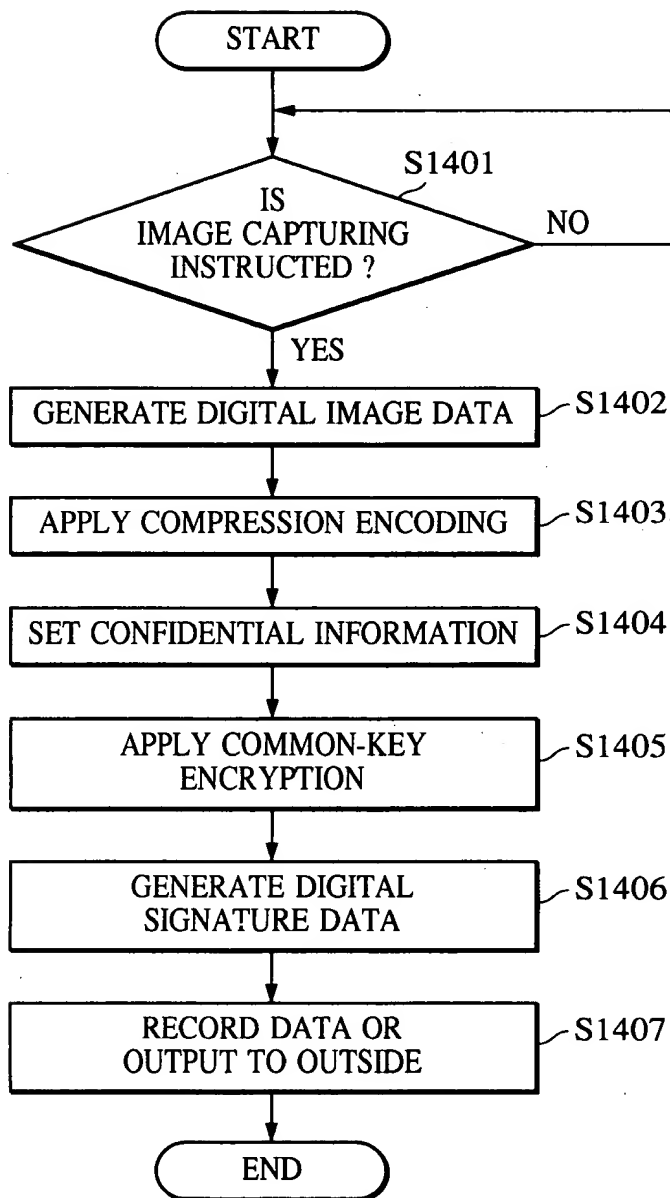 START
S1401
IS
IMAGE CAPTURING
INSTRUCTED ?
NO
YES
GENERATE DIGITAL IMAGE DATA
S1402
APPLY COMPRESSION ENCODING
S1403
SET CONFIDENTIAL INFORMATION
S1404
APPLY COMMON-KEY
ENCRYPTION
S1405
GENERATE DIGITAL
SIGNATURE DATA
S1406
RECORD DATA OR
OUTPUT TO OUTSIDE
S1407
END